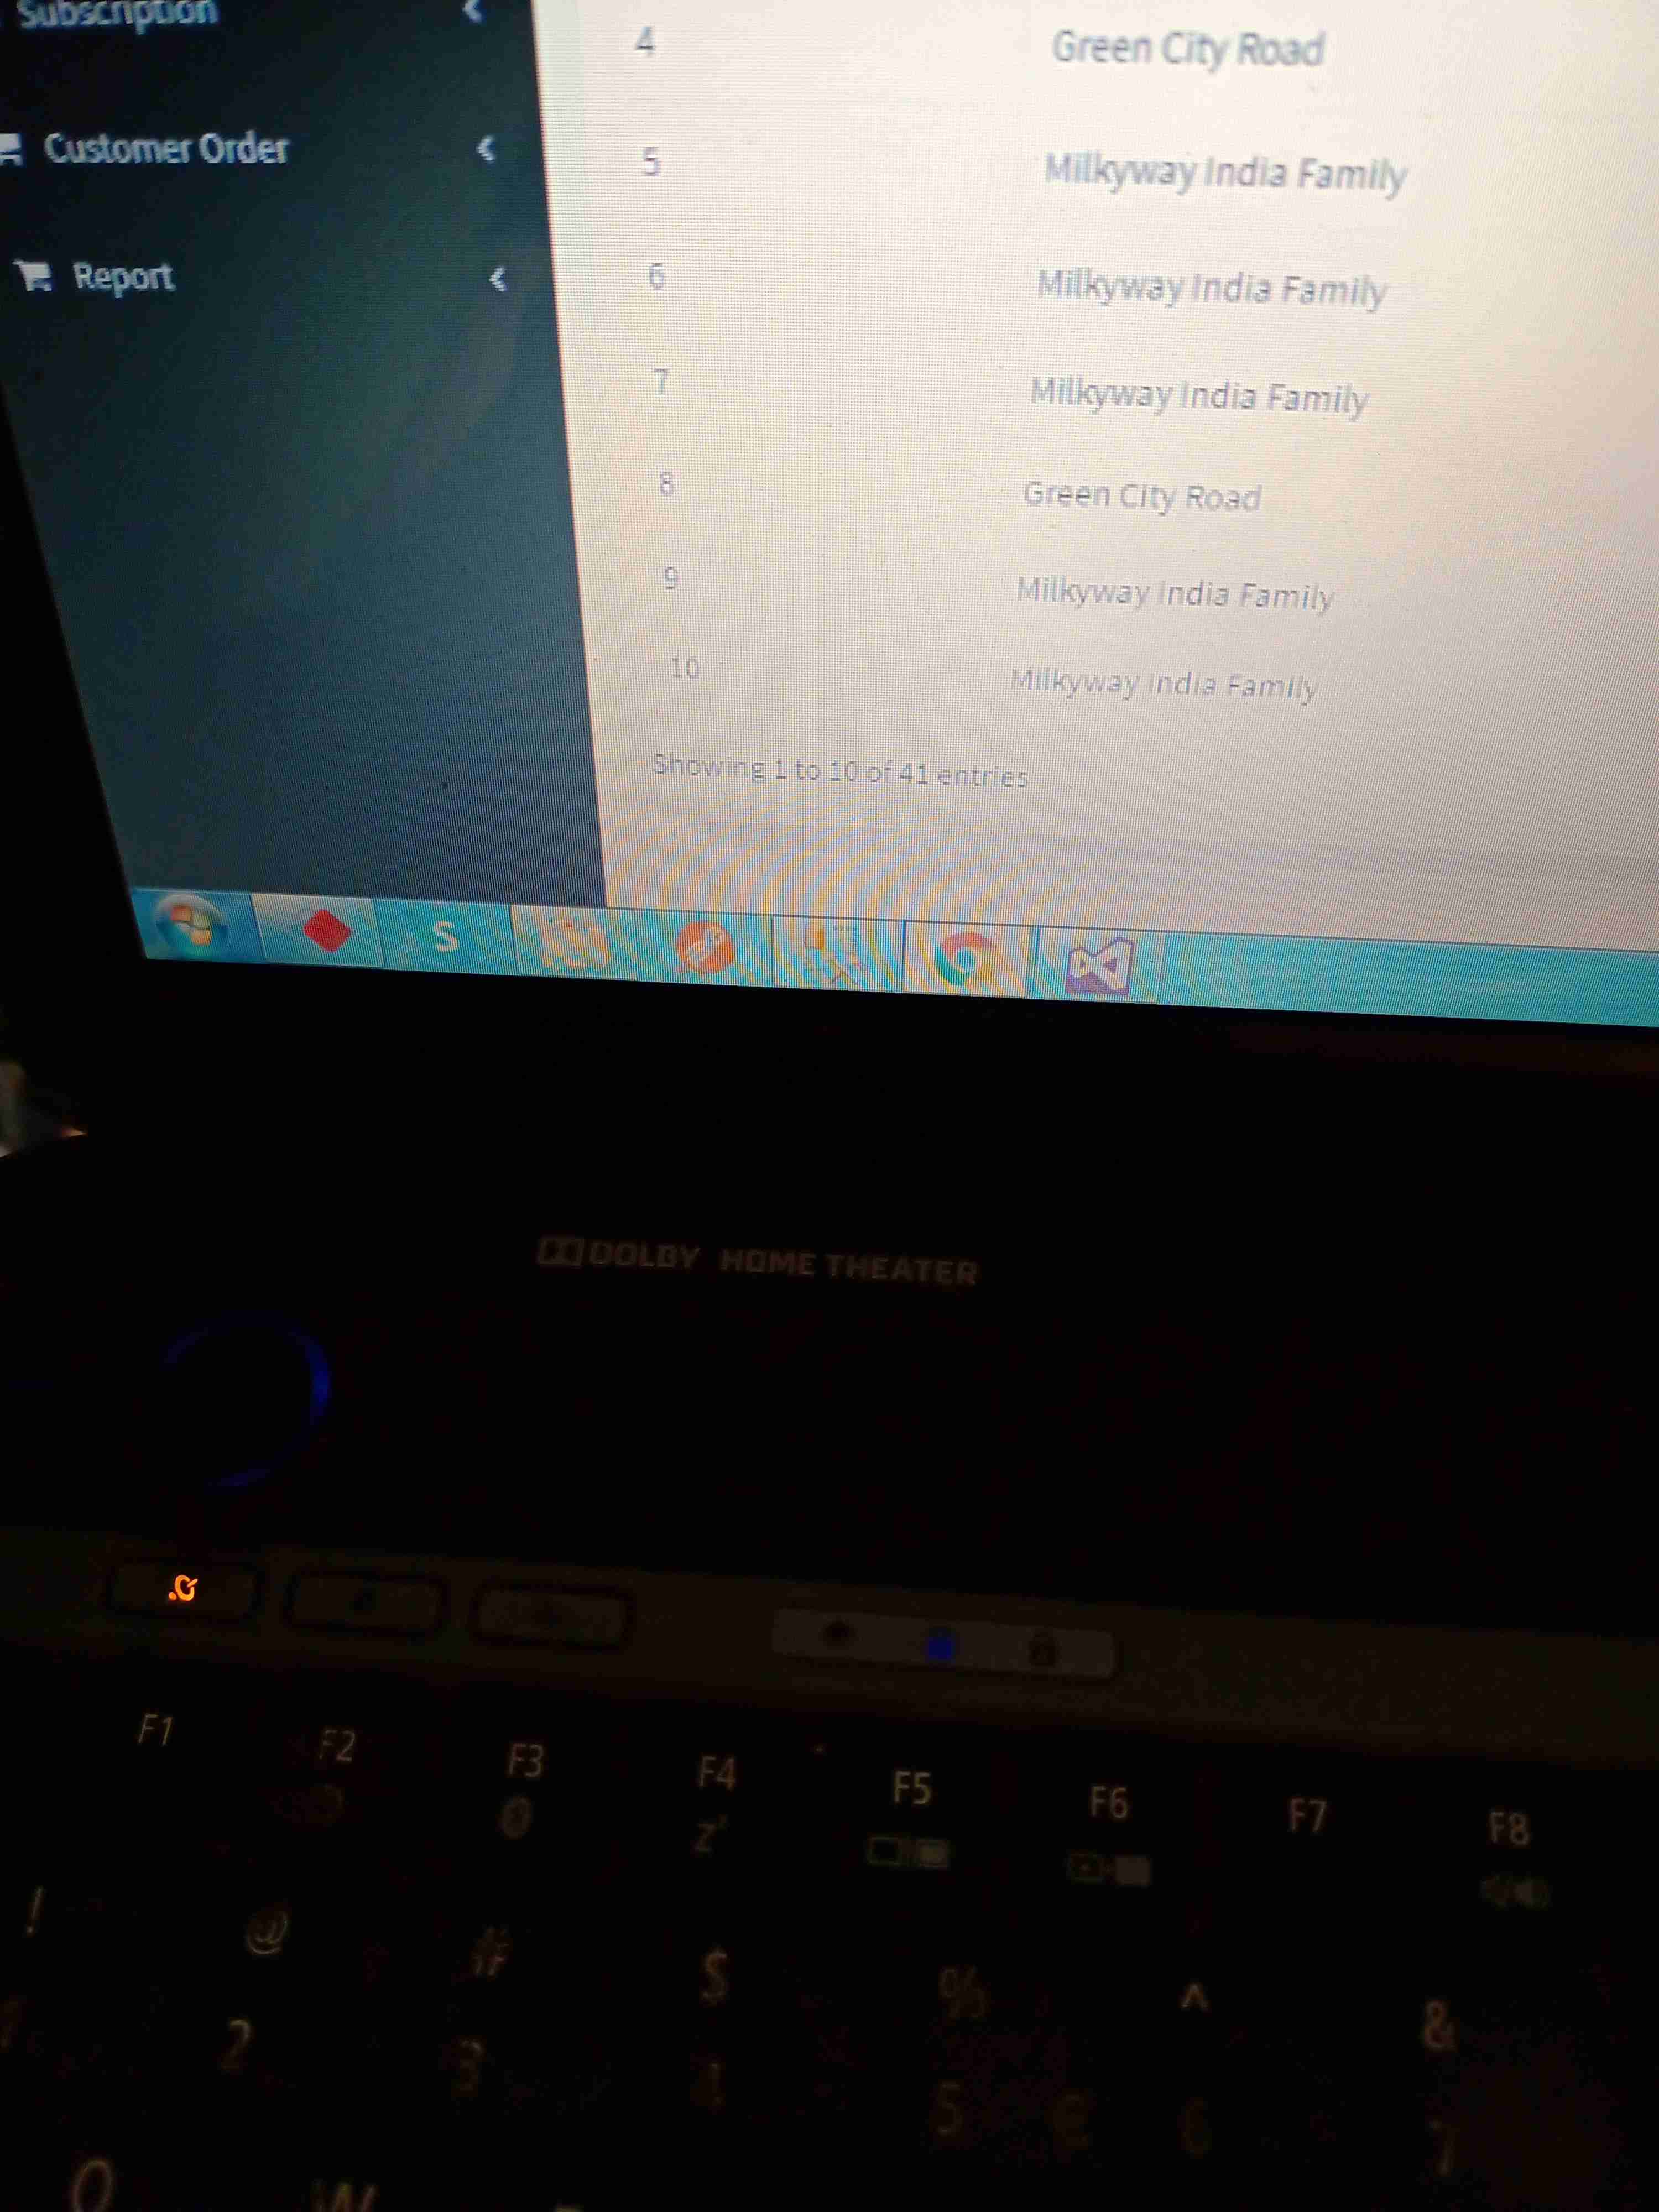 Subscription
Customer Order
Report
4 Green City Road
5 Milkyway India Family
6 Milkyway India Family
7 Milkyway India Family
8 Green City Road
9 Milkyway India Family
10 Milkyway India Family
Showing 1 to 10 of 41 entries
S
DOLBY HOME THEATER
F1 F2 F3 F4 F5 F6 F7 F8
z
! @ # $ % ^ &
2 3 4 5 6 7
Q W